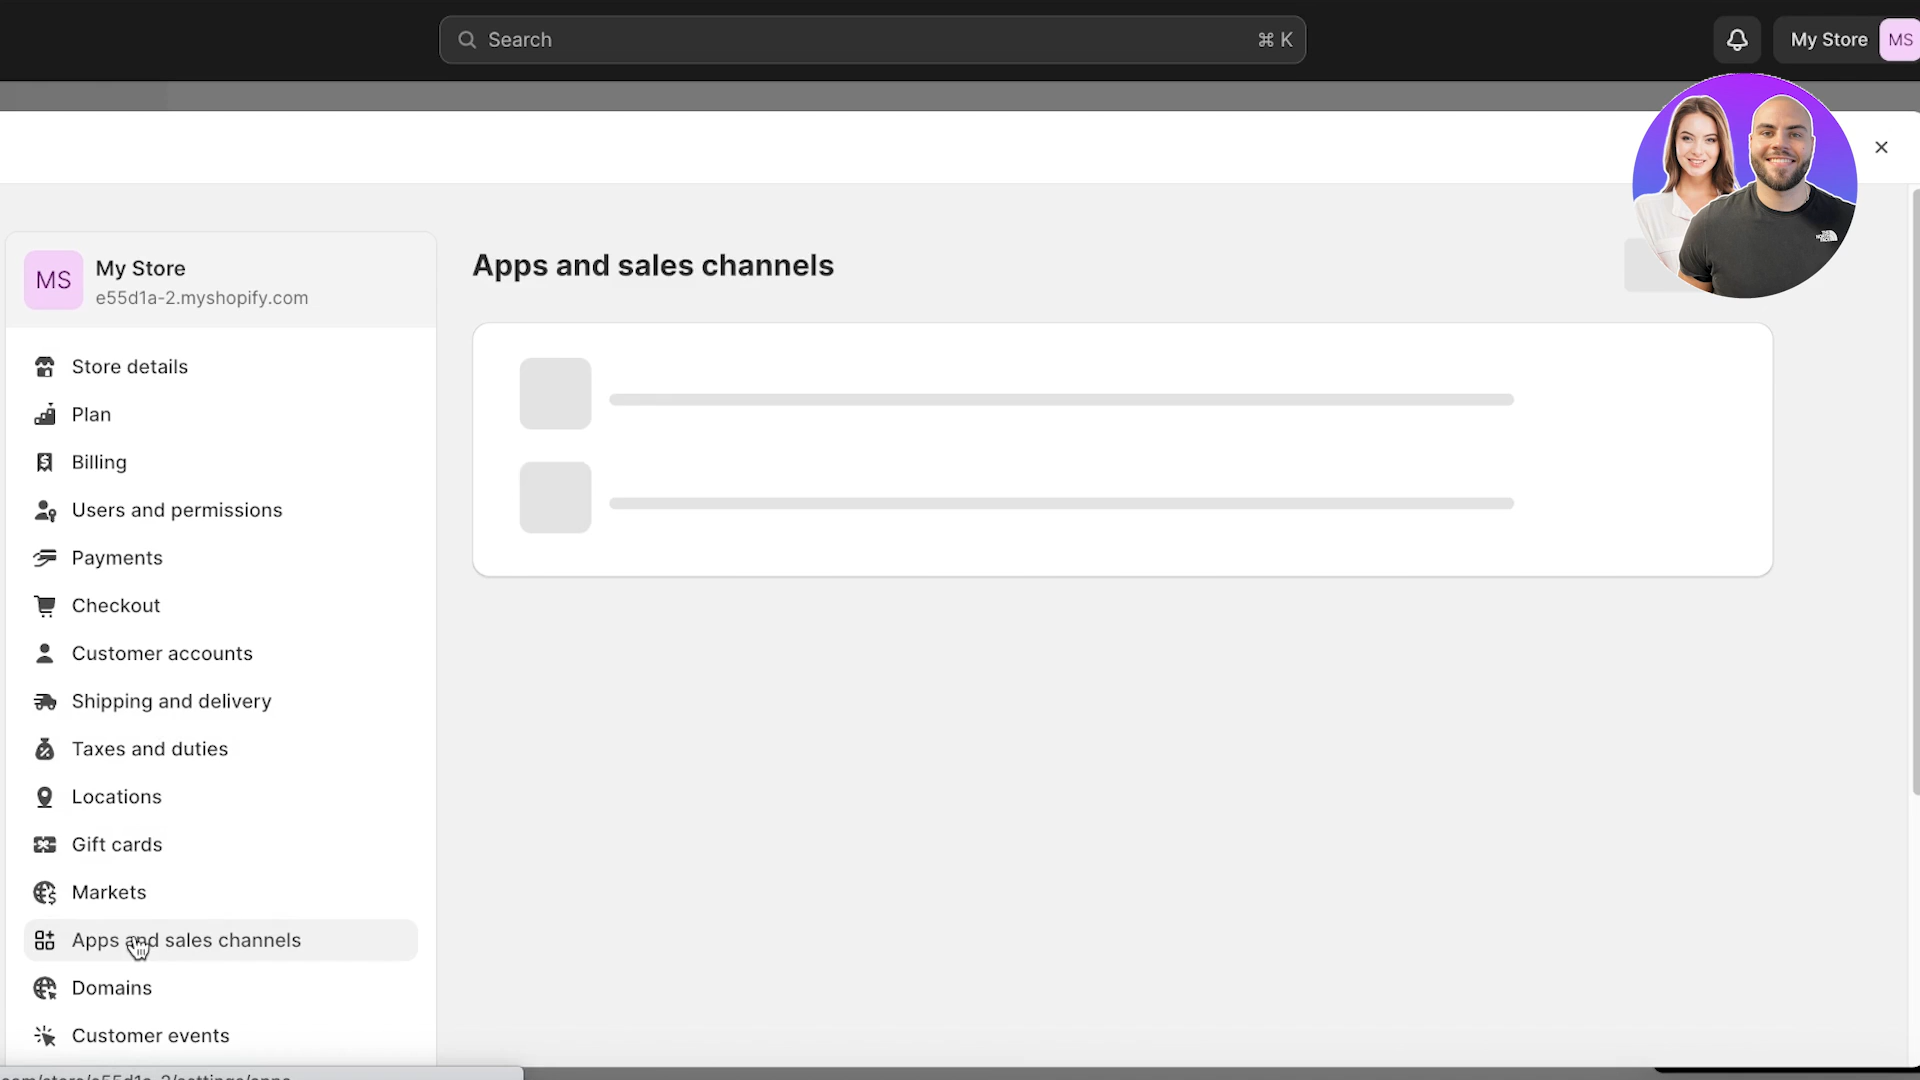 Search
⌘ K
My Store
MS
MS
My Store
e55d1a-2.myshopify.com
Apps and sales channels
Store details
Plan
Billing
Users and permissions
Payments
Checkout
Customer accounts
Shipping and delivery
Taxes and duties
Locations
Gift cards
Markets
Apps and sales channels
Domains
Customer events